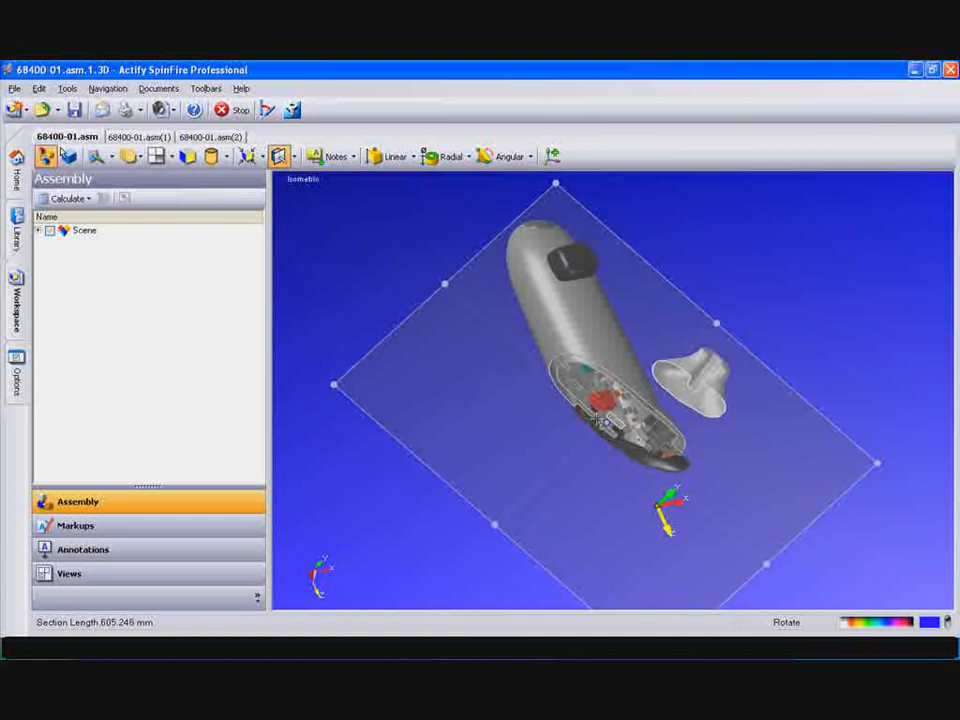 68400-01.asm.1.3D - Actify SpinFire Professional
File Edit Tools Navigation Documents Toolbars Help
Stop
68400-01.asm 68400-01.asm(1) 68400-01.asm(2)
Notes Linear Radial Angular
Home
Library
Workspace
Options
Assembly
Calculate
Name
Scene
Isometric
Y
X
Z
Y
X
Z
Assembly
Markups
Annotations
Views
Section Length 605.246 mm
Rotate